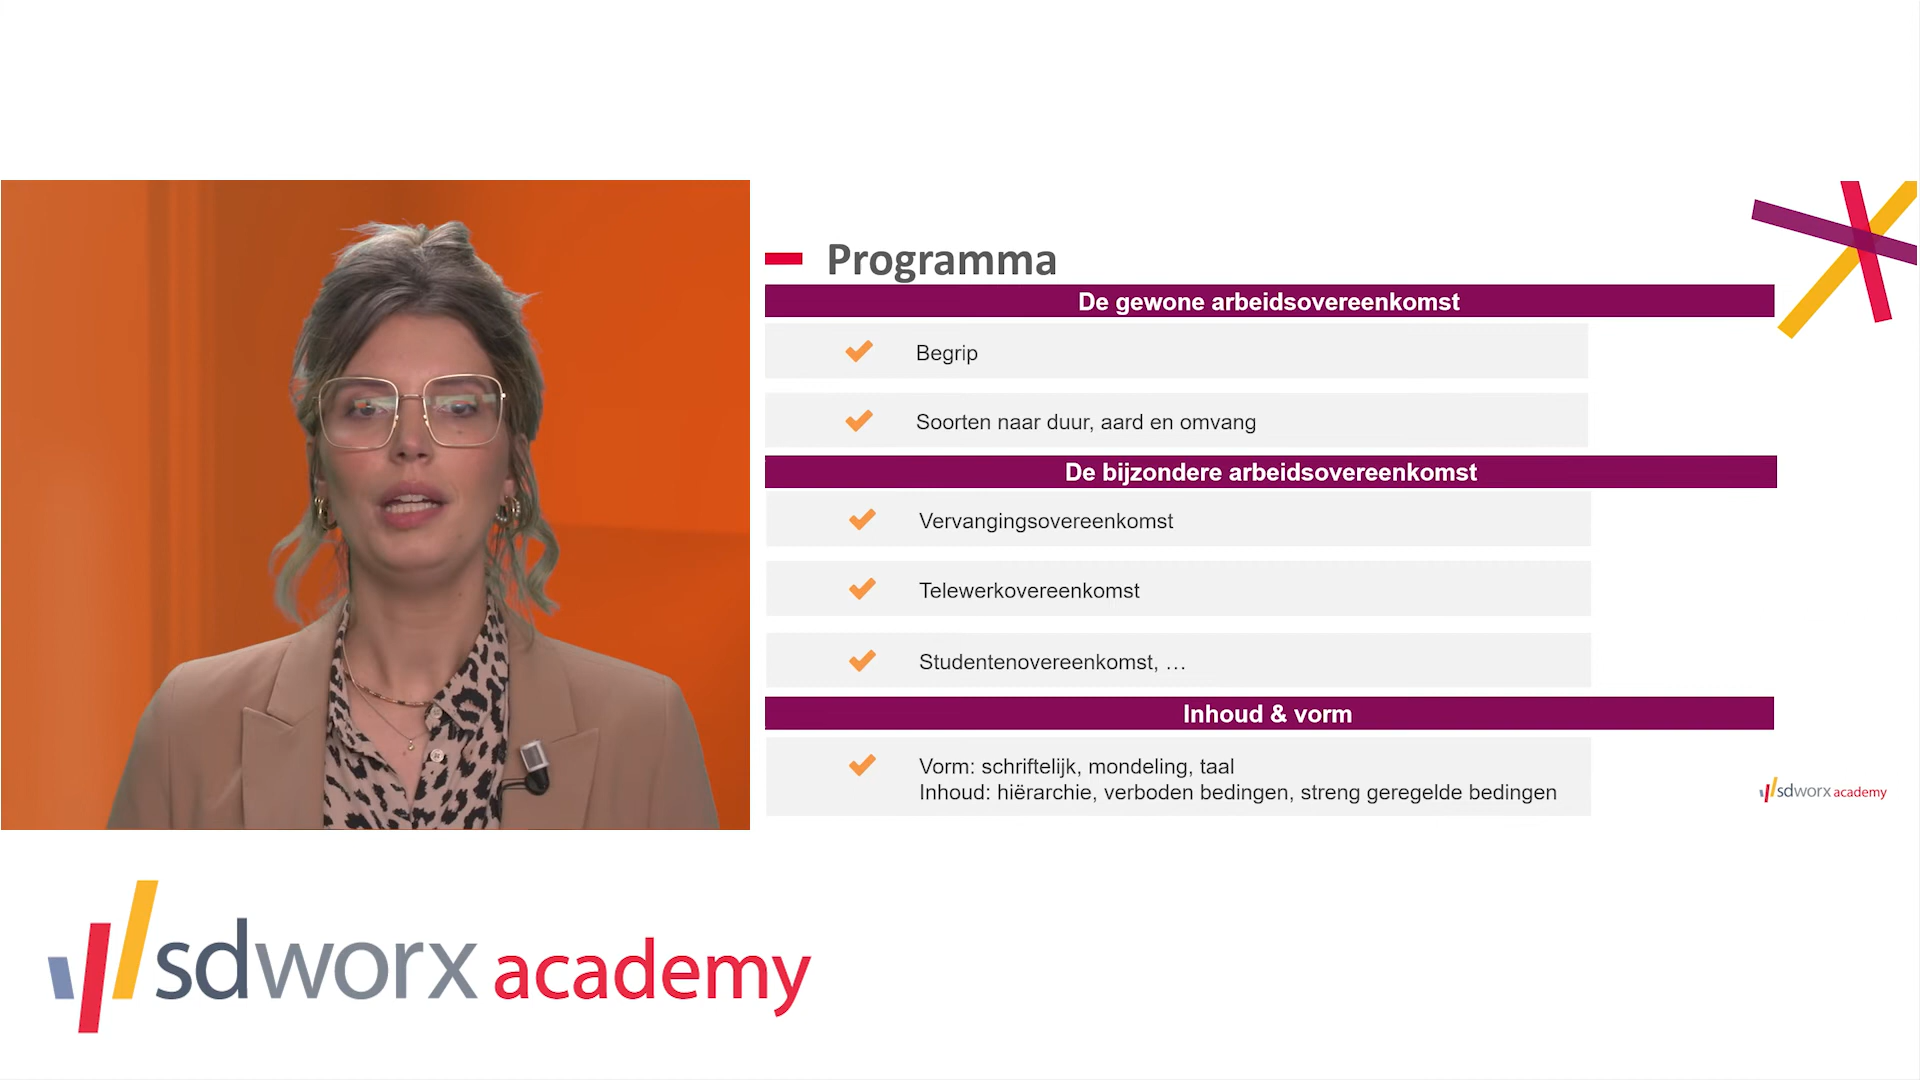 Programma
De gewone arbeidsovereenkomst
Begrip
Soorten naar duur, aard en omvang
De bijzondere arbeidsovereenkomst
Vervangingsovereenkomst
Telewerkovereenkomst
Studentenovereenkomst, …
Inhoud & vorm
Vorm: schriftelijk, mondeling, taal
Inhoud: hiërarchie, verboden bedingen, streng geregelde bedingen
sdworx academy
sdworx academy